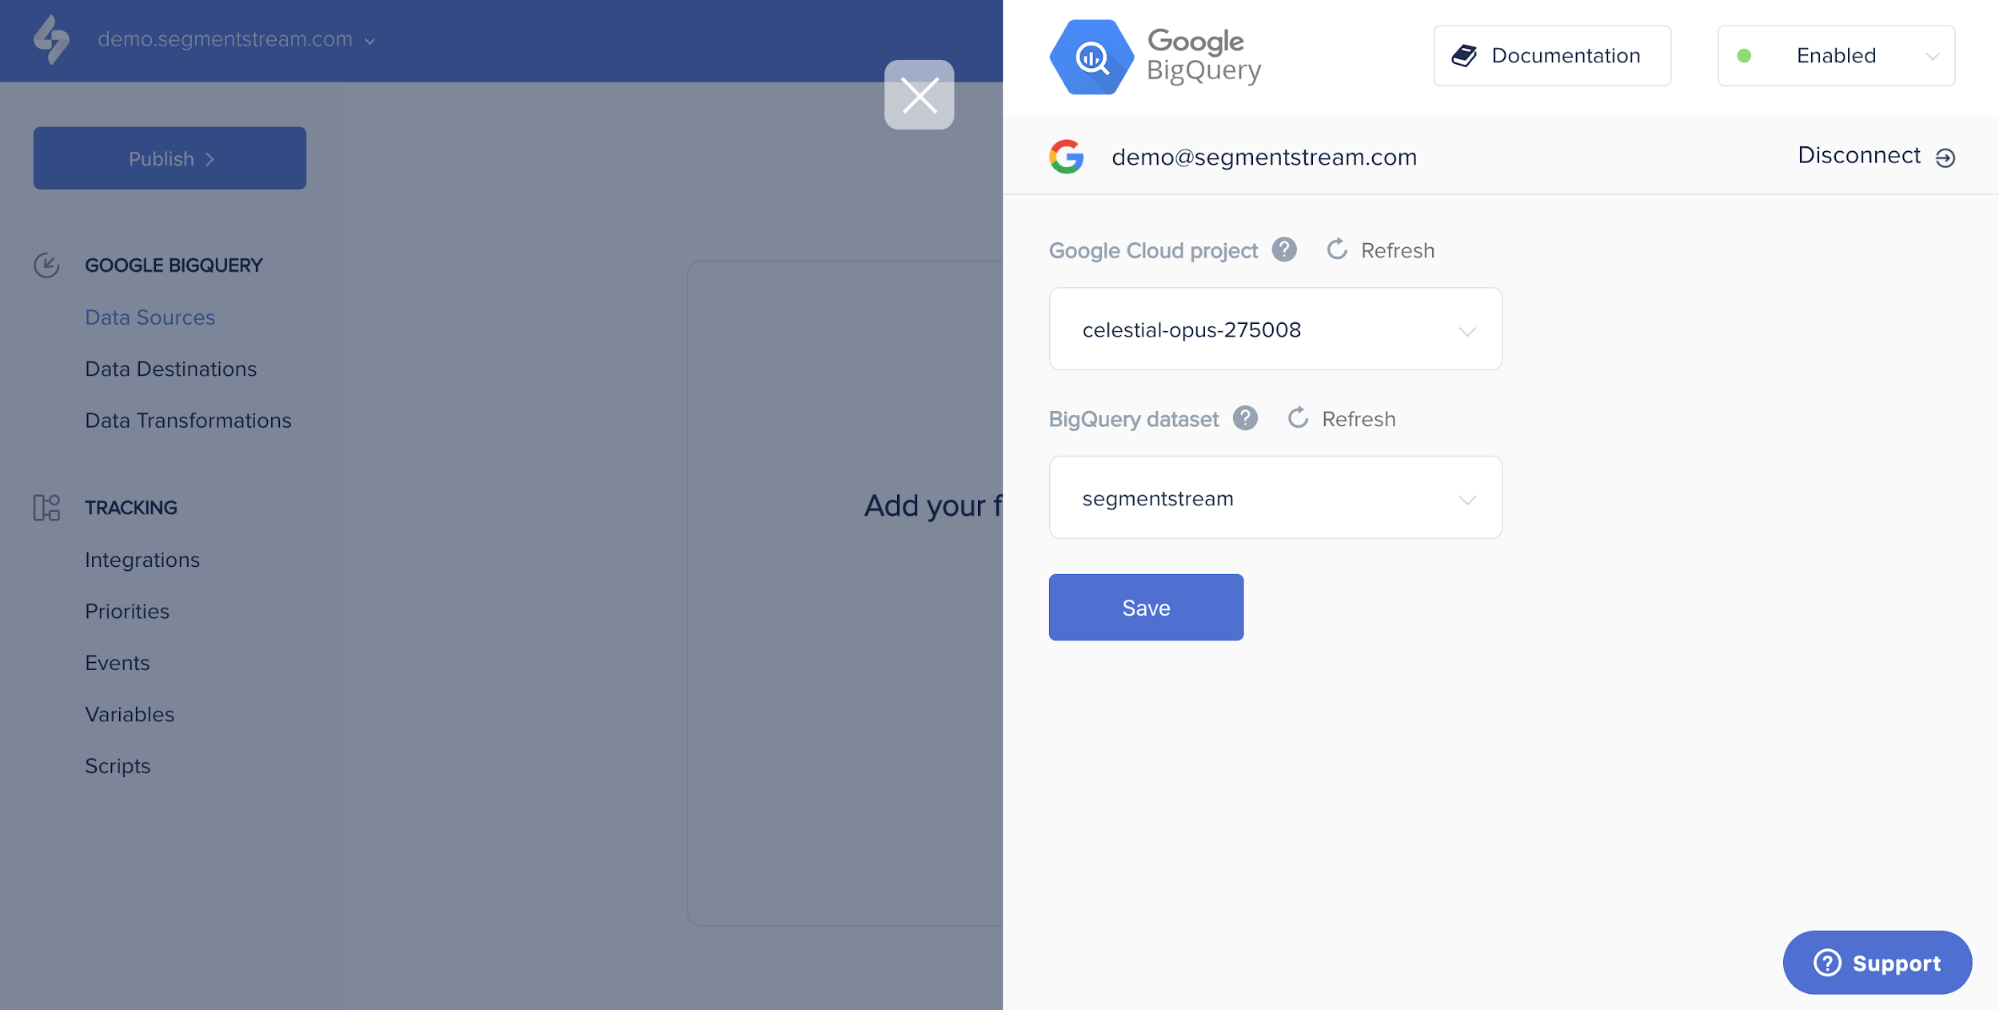 demo.segmentstream.com
Publish
GOOGLE BIGQUERY
Data Sources
Data Destinations
Data Transformations
TRACKING
Integrations
Priorities
Events
Variables
Scripts
Add your f
Google
BigQuery
Documentation
Enabled
demo@segmentstream.com
Disconnect
Google Cloud project ? Refresh
celestial-opus-275008
BigQuery dataset ? Refresh
segmentstream
Save
? Support